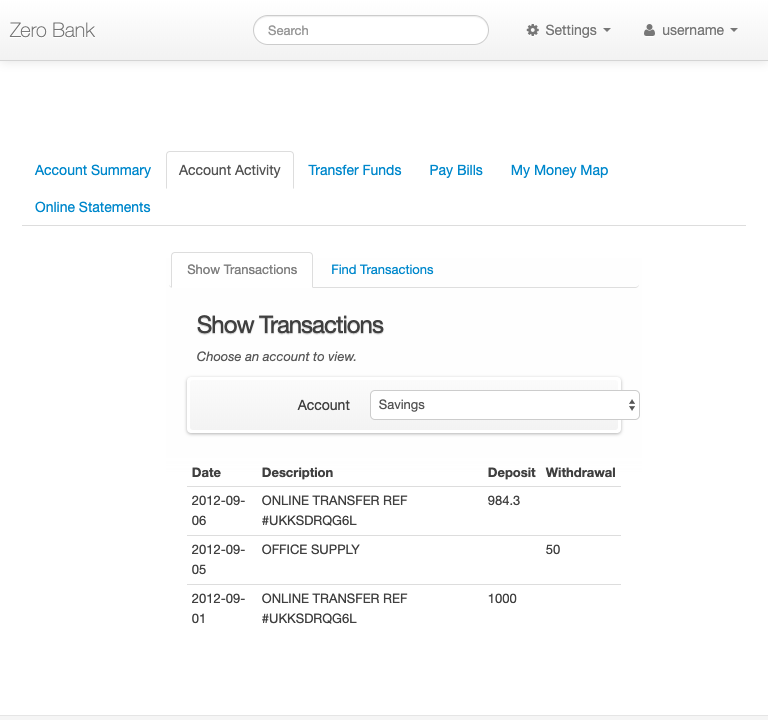 Zero Bank Search Settings username
Account Summary Account Activity Transfer Funds Pay Bills My Money Map
Online Statements
Show Transactions Find Transactions
Show Transactions
Choose an account to view.
Account Savings
Date Description Deposit Withdrawal
2012-09- ONLINE TRANSFER REF 984.3
06 #UKKSDRQG6L
2012-09- OFFICE SUPPLY 50
05
2012-09- ONLINE TRANSFER REF 1000
01 #UKKSDRQG6L